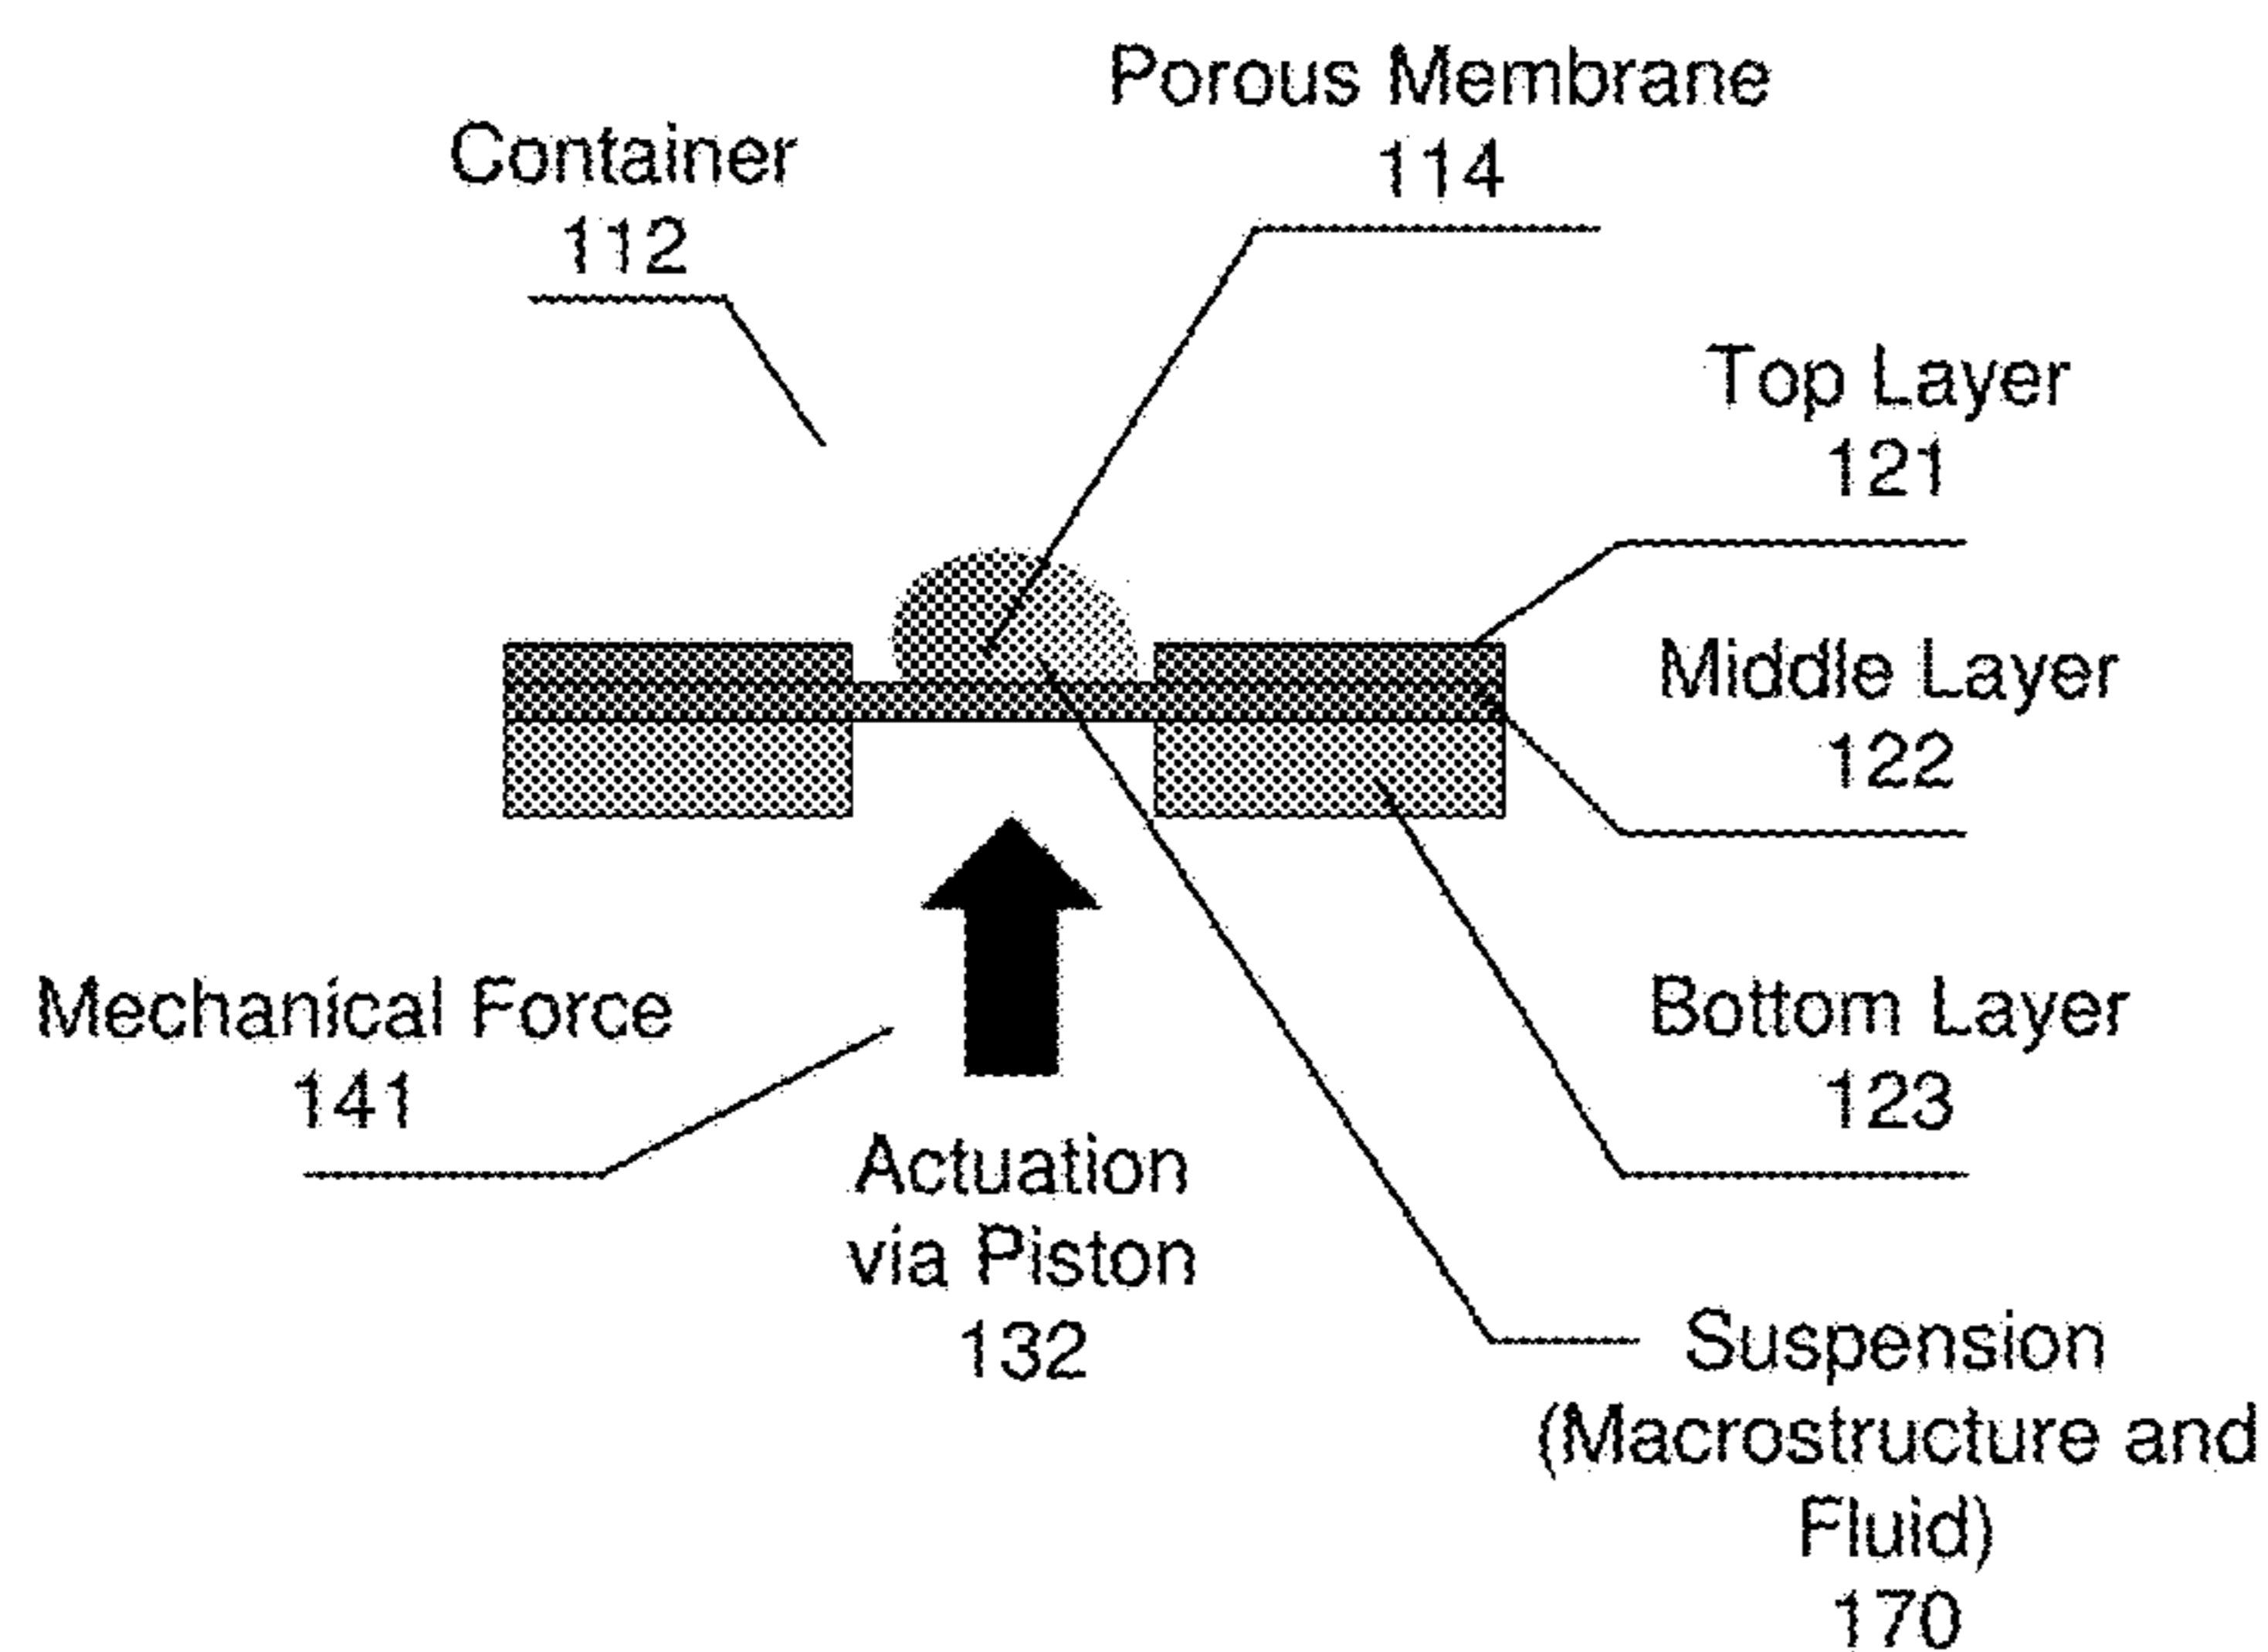 Porous Membrane
114
Container
112
Top Layer
121
Middle Layer
122
Mechanical Force
141
Bottom Layer
123
Actuation
via Piston
132
Suspension
(Macrostructure and
Fluid)
170